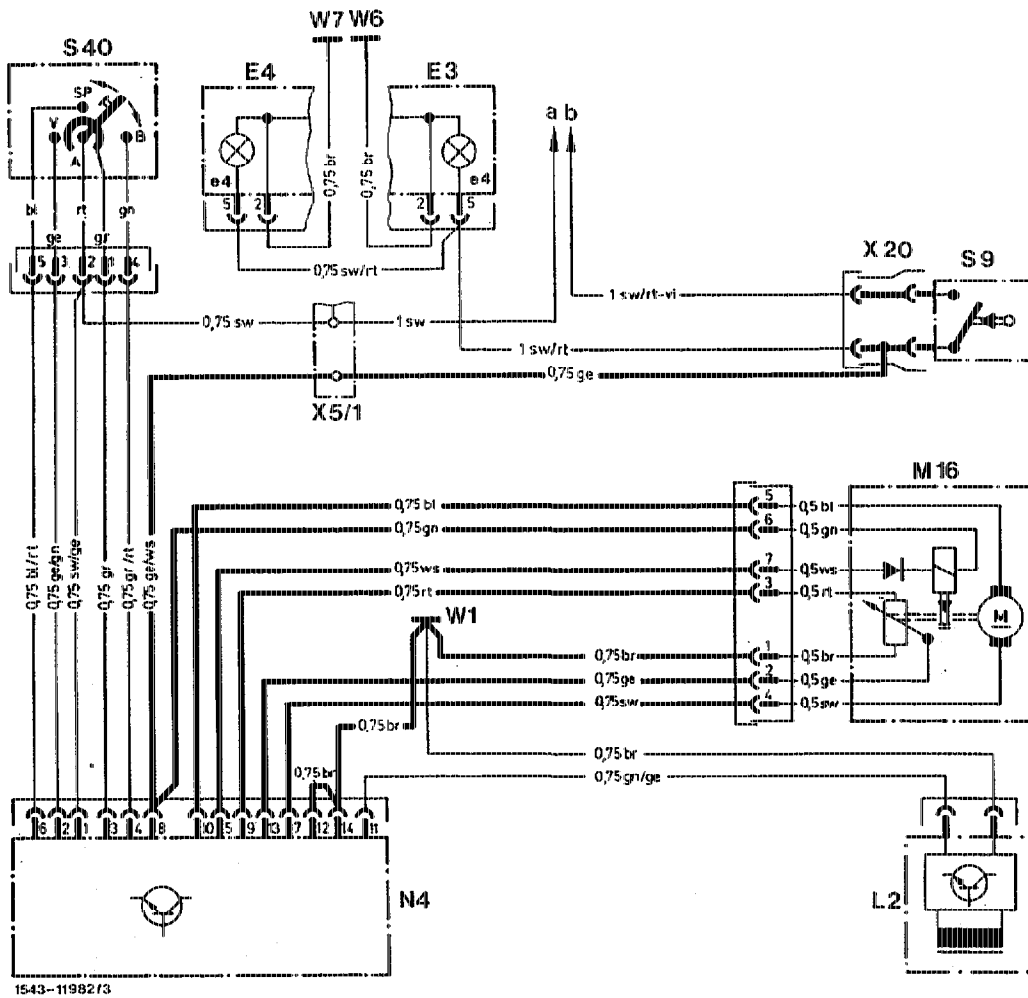 W7 W6
S40
E4
E3
a b
SP
V
A
B
e4
e4
5
2
2
5
0,75 br
0,75 br
bl
rt
gn
ge
gr
5
3
2
1
4
0,75 sw/rt
X 20
S9
1 sw/rt-vi
0,75 sw
1 sw
1 sw/rt
0,75 ge
X5/1
M16
0,75 bl
5
0,5 bl
0,75 gn
6
0,5 gn
0,75 ws
7
0,5 ws
0,75 rt
3
0,5 rt
M
W1
0,75 br
1
0,5 br
0,75 ge
2
0,5 ge
0,75 sw
4
0,5 sw
0,75 bl/rt
0,75 ge/gn
0,75 sw/ge
0,75 gr
0,75 gr/rt
0,75 ge/ws
0,75 br
0,75 br
0,75 br
0,75 gn/ge
6
2
1
3
4
8
10
5
9
13
7
12
14
11
N4
L2
1543-11982/3